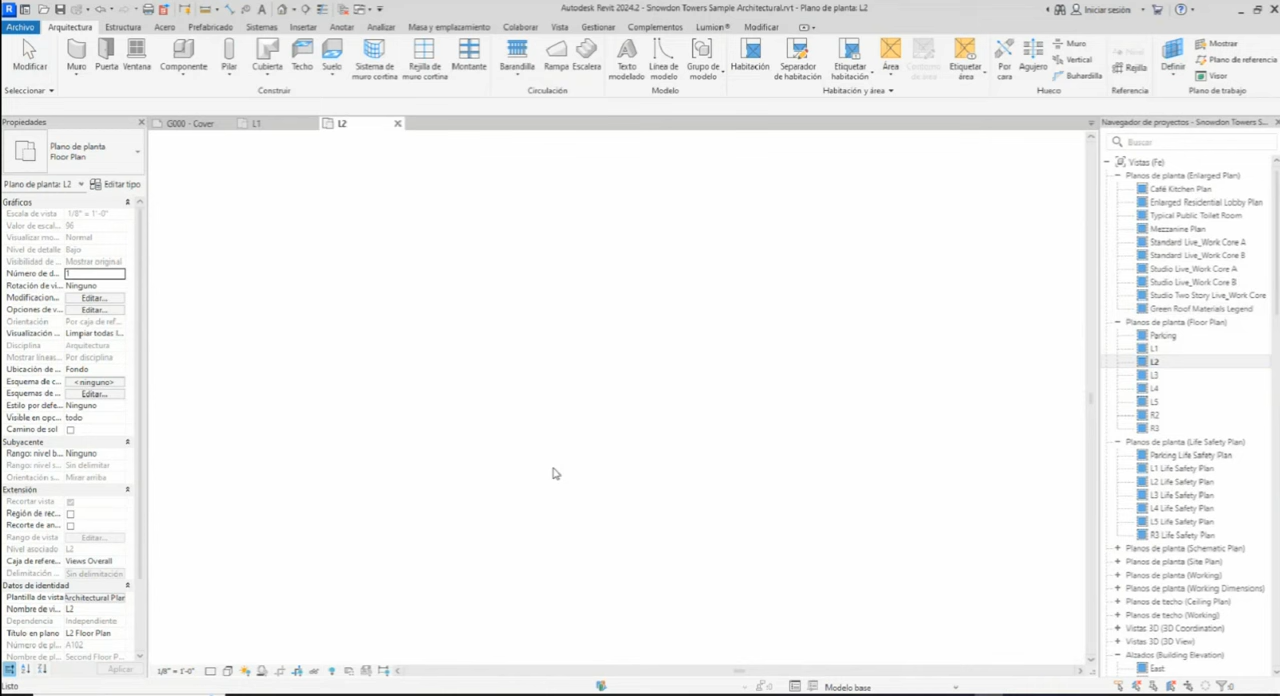 Autodesk Revit 2024.2 - Snowdon Towers Sample Architectural.rvt - Plano de planta: L2
Iniciar sesión
Archivo Arquitectura Estructura Acero Prefabricado Sistemas Insertar Anotar Analizar Masa y emplazamiento Colaborar Vista Gestionar Complementos Lumion® Modificar
Modificar Muro Puerta Ventana Componente Pilar Cubierta Techo Suelo Sistema de muro cortina Rejilla de muro cortina Montante Barandilla Rampa Escalera Texto modelado Línea de modelo Grupo de modelo Habitación Separador de habitación Etiquetar habitación Área Etiquetar área Por cara Agujero Muro Vertical Buhardilla Nivel Rejilla Definir Mostrar Plano de referencia Visor
Seleccionar Construir Circulación Modelo Habitación y área Hueco Referencia Plano de trabajo
Propiedades
G000 - Cover L1 L2
Navegador de proyectos - Snowdon Towers S...
Plano de planta
Floor Plan
Buscar
Plano de planta: L2 Editar tipo
Gráficos
Escala de vista 1/8" = 1'-0"
Valor de escal... 96
Visualizar mo... Normal
Nivel de detalle Bajo
Visibilidad de ... Mostrar original
Número de d... 1
Rotación de vi... Ninguno
Modificacion... Editar...
Opciones de v... Editar...
Orientación Por caja de ref...
Visualización ... Limpiar todas l...
Disciplina Arquitectura
Mostrar líneas... Por disciplina
Ubicación de ... Fondo
Esquema de c... <ninguno>
Esquemas de ... Editar...
Estilo por defe... Ninguno
Visible en opc... todo
Camino de sol
Subyacente
Rango: nivel b... Ninguno
Rango: nivel s... Sin delimitar
Orientación s... Mirar arriba
Extensión
Recortar vista
Región de rec...
Recorte de an...
Rango de vista Editar...
Nivel asociado L2
Caja de refere... Views Overall
Delimitación ... Sin delimitación
Datos de identidad
Plantilla de vista Architectural Plan
Nombre de vi... L2
Dependencia Independiente
Título en plano L2 Floor Plan
Número de pl... A102
Nombre de pl... Second Floor P...
Aplicar
Vistas (Fe)
Planos de planta (Enlarged Plan)
Café Kitchen Plan
Enlarged Residential Lobby Plan
Typical Public Toilet Room
Mezzanine Plan
Standard Live_Work Core A
Standard Live_Work Core B
Studio Live_Work Core A
Studio Live_Work Core B
Studio Two Story Live_Work Core
Green Roof Materials Legend
Planos de planta (Floor Plan)
Parking
L1
L2
L3
L4
L5
R2
R3
Planos de planta (Life Safety Plan)
Parking Life Safety Plan
L1 Life Safety Plan
L2 Life Safety Plan
L3 Life Safety Plan
L4 Life Safety Plan
L5 Life Safety Plan
R3 Life Safety Plan
Planos de planta (Schematic Plan)
Planos de planta (Site Plan)
Planos de planta (Working)
Planos de planta (Working Dimensions)
Planos de techo (Ceiling Plan)
Planos de techo (Working)
Vistas 3D (3D Coordination)
Vistas 3D (3D View)
Alzados (Building Elevation)
East
1/8" = 1'-0"
Listo
:0
Modelo base
:0